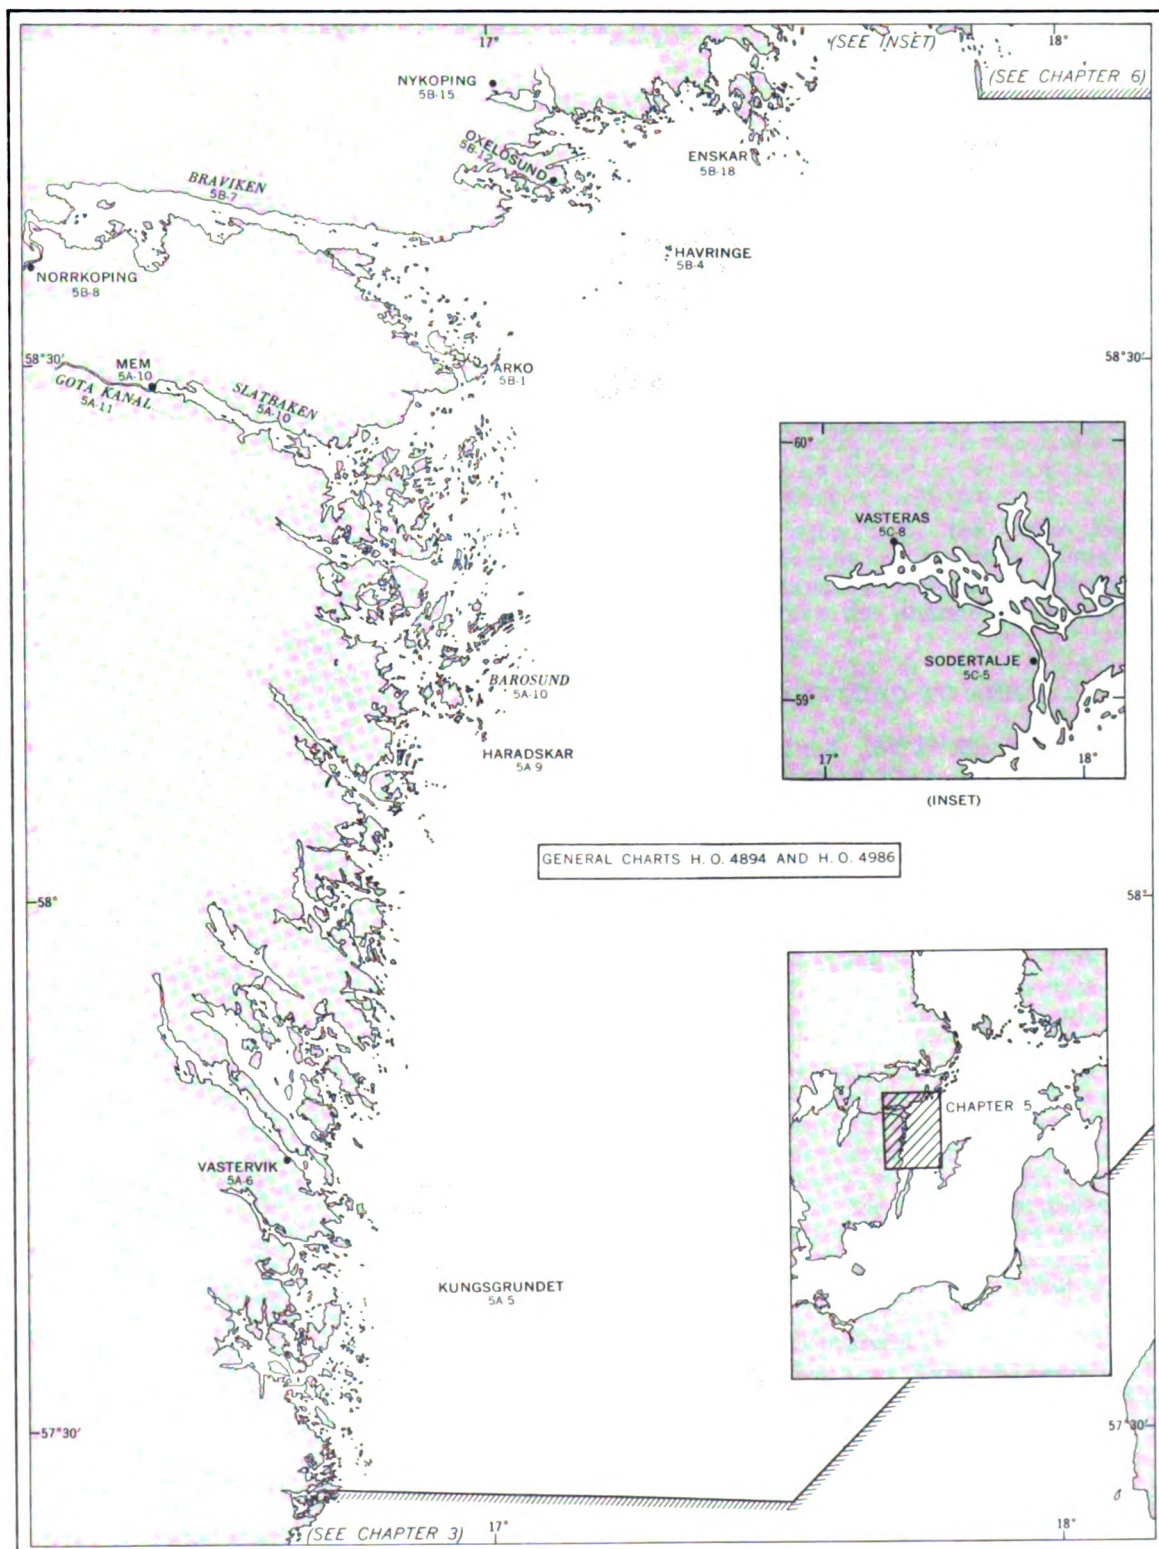 17°
(SEE INSET)
18°
(SEE CHAPTER 6)
NYKOPING
5B-15
OXELOSUND
5B-12
ENSKAR
5B-18
BRAVIKEN
5B-7
HAVRINGE
5B-4
NORRKOPING
5B-8
58°30′
MEM
5A-10
GOTA KANAL
5A-11
SLATBAKEN
5A-10
ARKO
5B-1
58°30′
60°
VASTERAS
5C-8
SODERTALJE
5C-5
59°
17°
18°
(INSET)
BAROSUND
5A-10
HARADSKAR
5A 9
GENERAL CHARTS H. O. 4894 AND H. O. 4986
58°
58°
CHAPTER 5
VASTERVIK
5A-6
KUNGSGRUNDET
5A 5
57°30′
57°30′
(SEE CHAPTER 3)
17°
18°